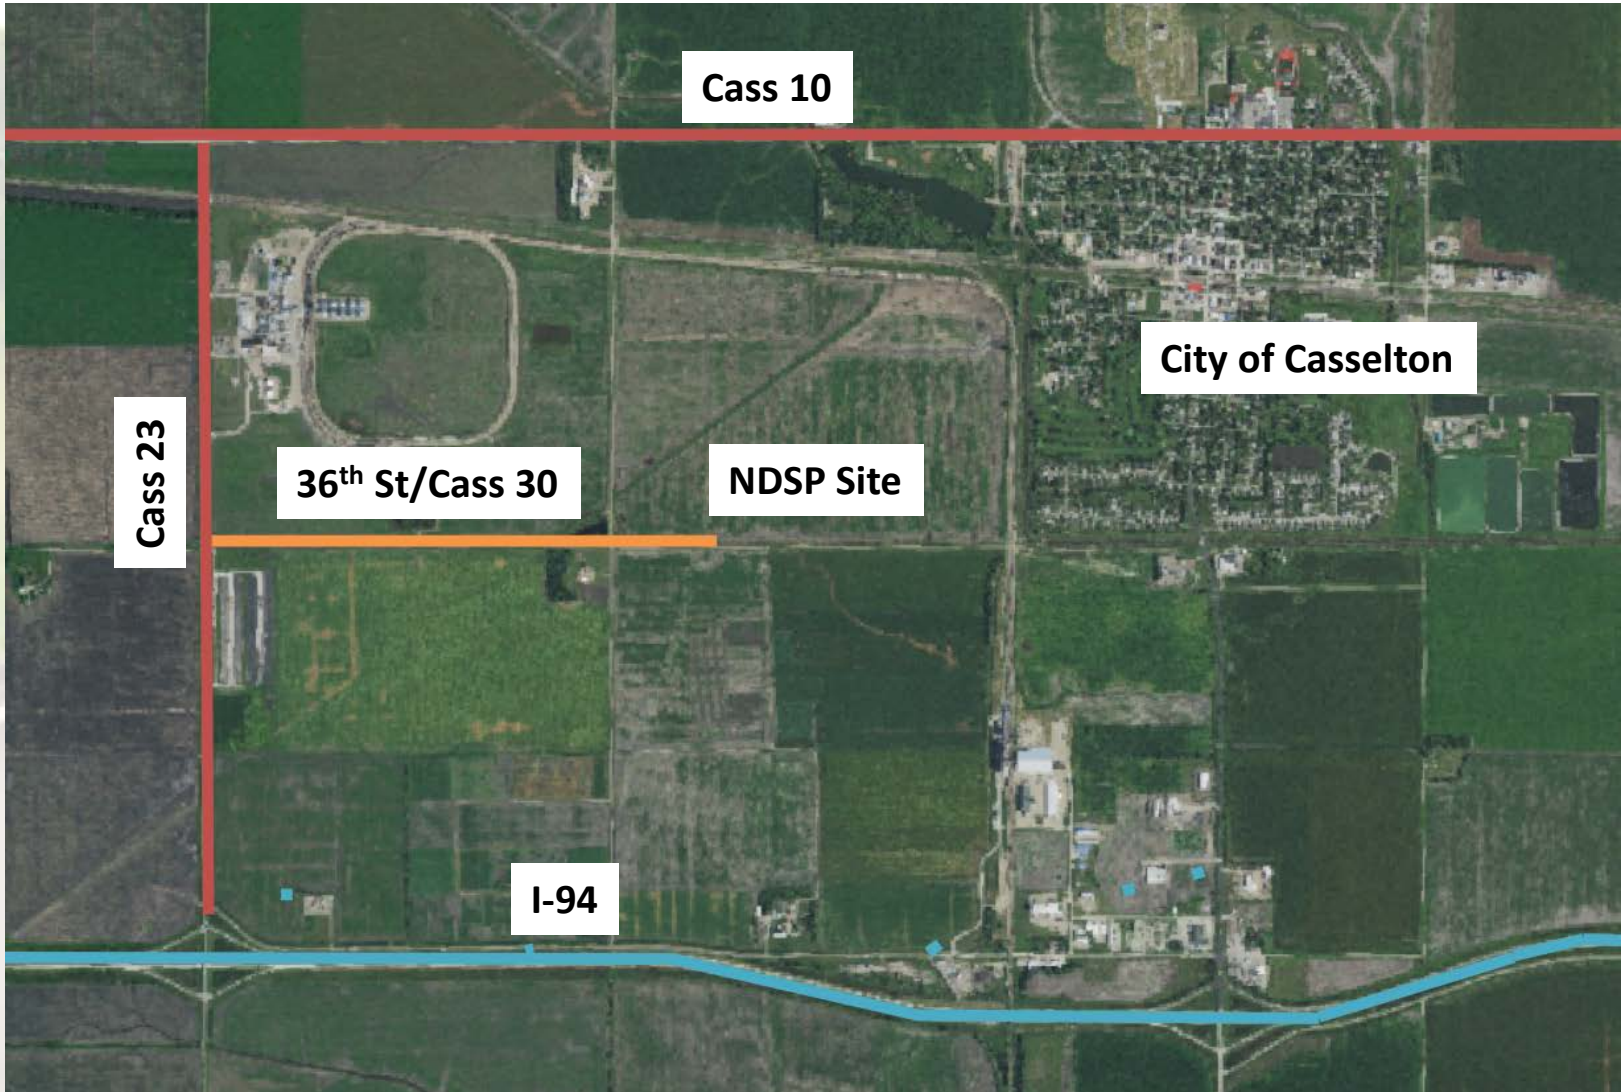 Cass 10
City of Casselton
Cass 23
36th St/Cass 30
NDSP Site
I-94